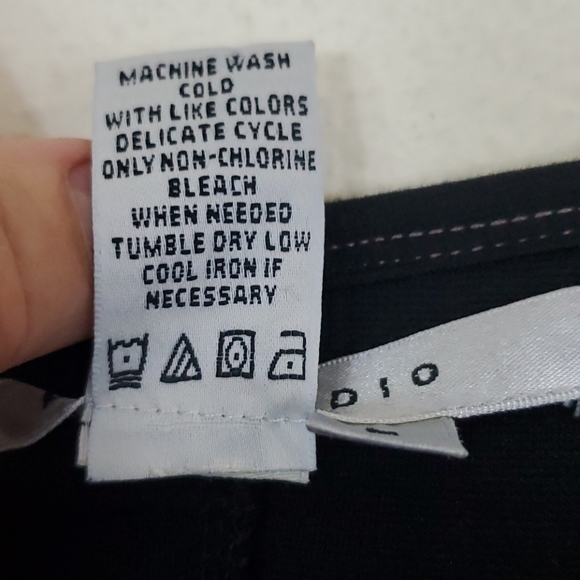 MACHINE WASH
COLD
WITH LIKE COLORS
DELICATE CYCLE
ONLY NON-CHLORINE
BLEACH
WHEN NEEDED
TUMBLE DRY LOW
COOL IRON IF
NECESSARY
DIO
L